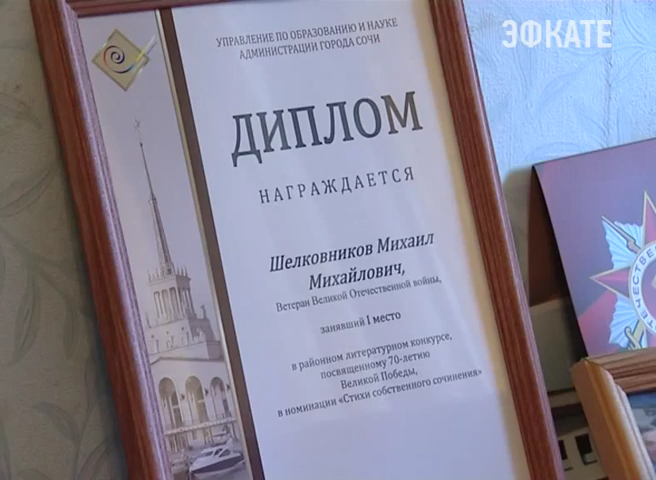 ЭФКАТЕ
УПРАВЛЕНИЕ ПО ОБРАЗОВАНИЮ И НАУКЕ
АДМИНИСТРАЦИИ ГОРОДА СОЧИ
ДИПЛОМ
НАГРАЖДАЕТСЯ
Шелковников Михаил
Михайлович,
Ветеран Великой Отечественной войны,
занявший I место
в районном литературном конкурсе,
посвященному 70-летию
Великой Победы,
в номинации «Стихи собственного сочинения»